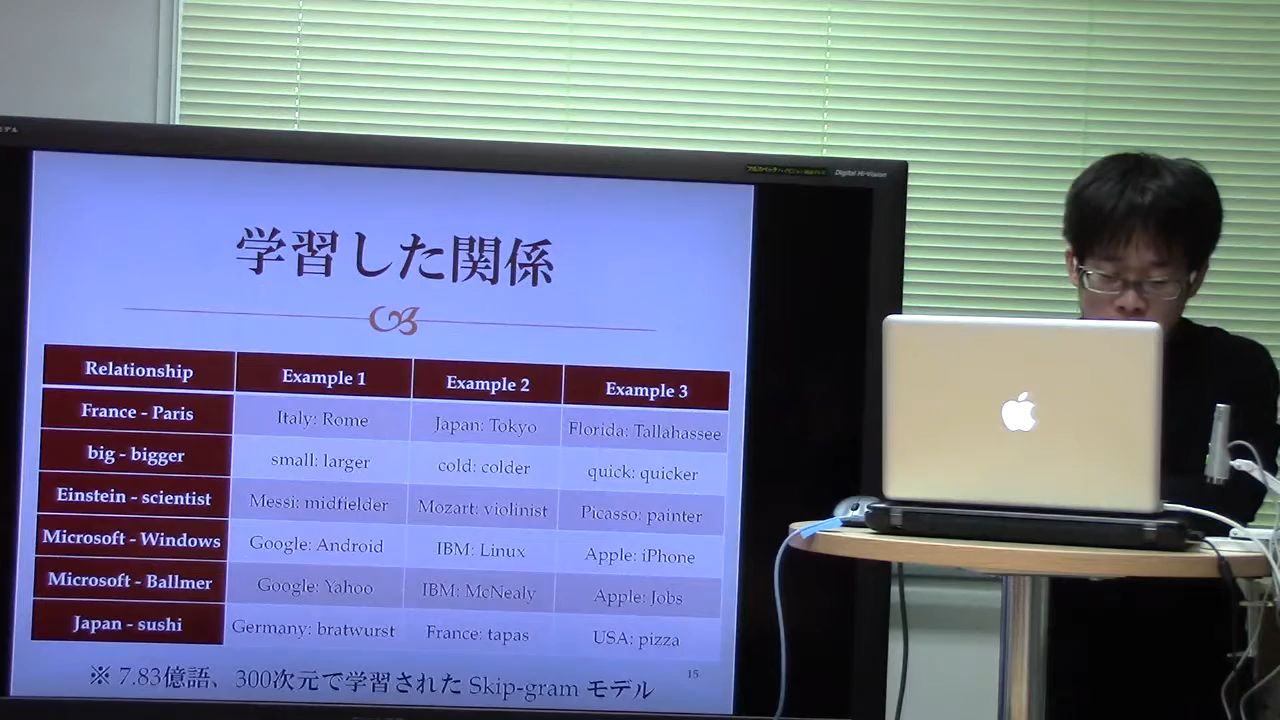 Digital Hi-Vision
学習した関係
Relationship Example 1 Example 2 Example 3
France - Paris Italy: Rome Japan: Tokyo Florida: Tallahassee
big - bigger small: larger cold: colder quick: quicker
Einstein - scientist Messi: midfielder Mozart: violinist Picasso: painter
Microsoft - Windows Google: Android IBM: Linux Apple: iPhone
Microsoft - Ballmer Google: Yahoo IBM: McNealy Apple: Jobs
Japan - sushi Germany: bratwurst France: tapas USA: pizza
※ 7.83億語、300次元で学習された Skip-gram モデル
15